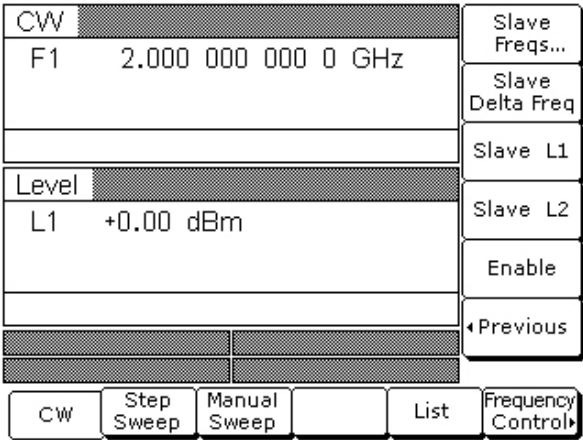 CW
F1 2.000 000 000 0 GHz
Level
L1 +0.00 dBm
Slave
Freqs...
Slave
Delta Freq
Slave L1
Slave L2
Enable
Previous
CW
Step
Sweep
Manual
Sweep
List
Frequency
Control